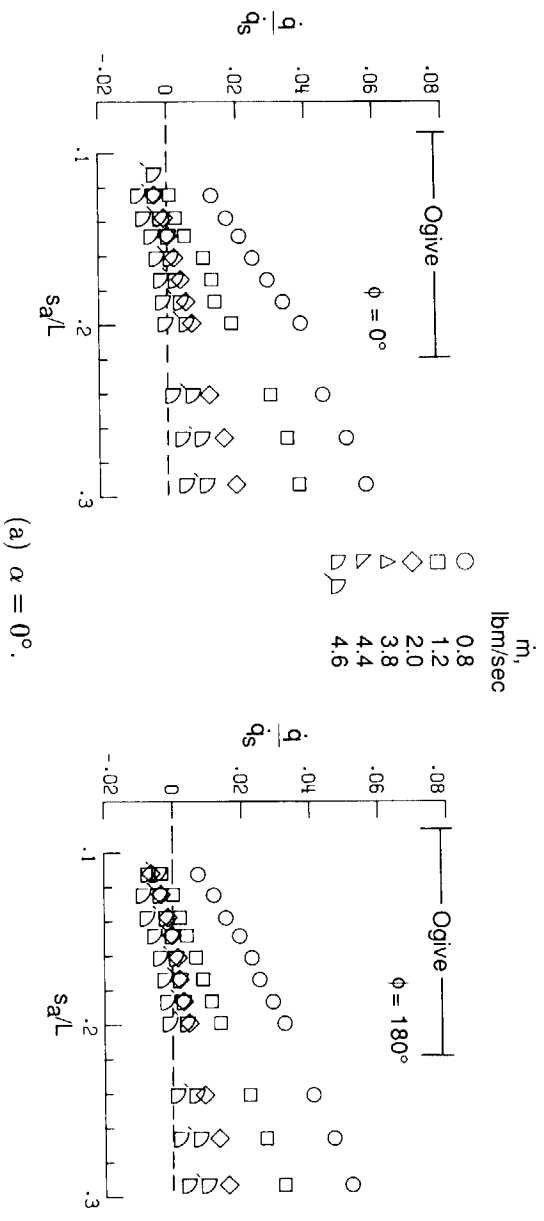 ṁ,
lbm/sec
0.8
1.2
2.0
3.8
4.4
4.6
.08
.06
.04
.02
0
-.02
q̇
q̇s
Ogive
ϕ = 0°
.1
.2
.3
sa/L
.08
.06
.04
.02
0
-.02
q̇
q̇s
Ogive
ϕ = 180°
.1
.2
.3
sa/L
(a) α = 0°.